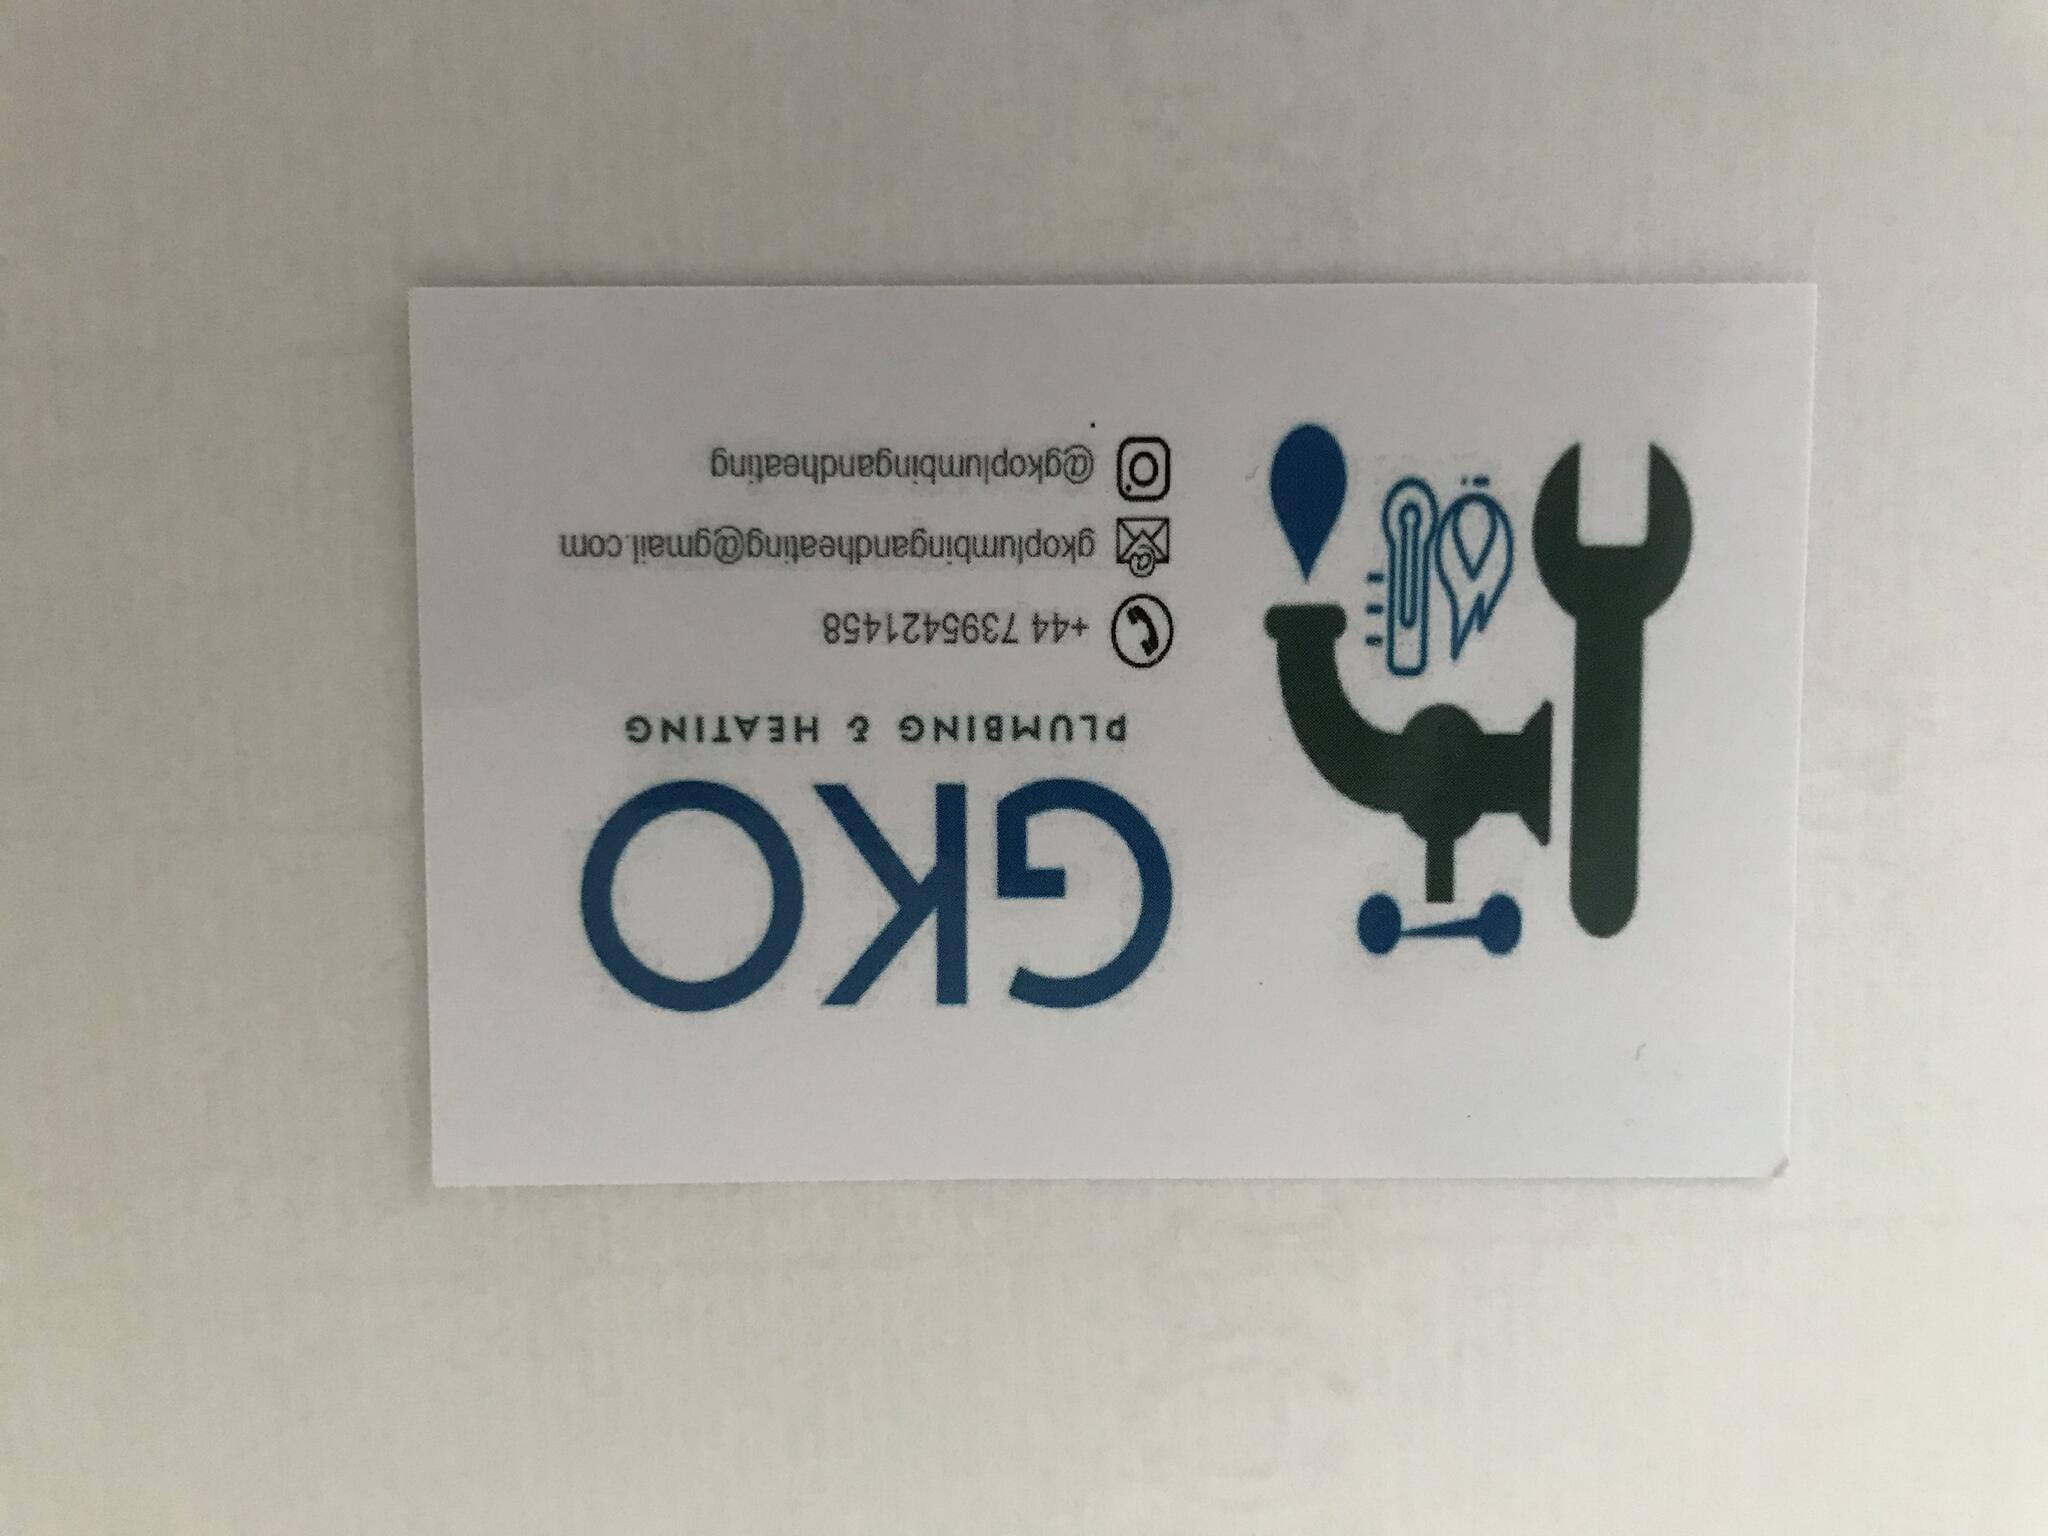 GKO
PLUMBING & HEATING
+44 7395421458
gkoplumbingandheating@gmail.com
@gkoplumbingandheating